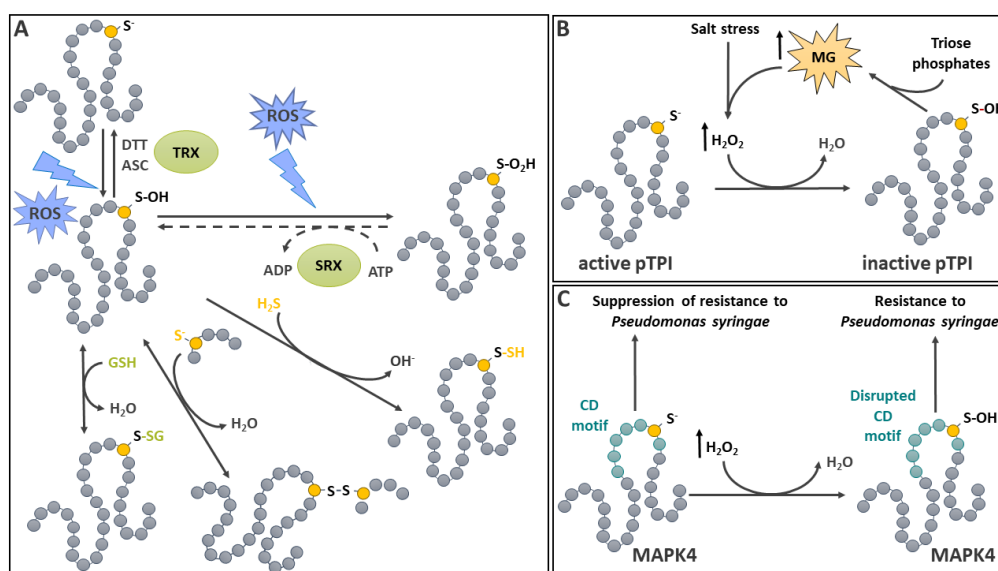 A
S-
ROS
DTT
ASC
TRX
ROS
S-OH
S-O₂H
ADP
SRX
ATP
H₂S
S-
GSH
H₂O
H₂O
OH-
S-SH
S-SG
S-S
B
Salt stress
MG
Triose
phosphates
S-
H₂O₂
H₂O
S-OH
active pTPI
inactive pTPI
C
Suppression of resistance to
Pseudomonas syringae
Resistance to
Pseudomonas syringae
CD
motif
S-
Disrupted
CD
motif
S-OH
H₂O₂
H₂O
MAPK4
MAPK4